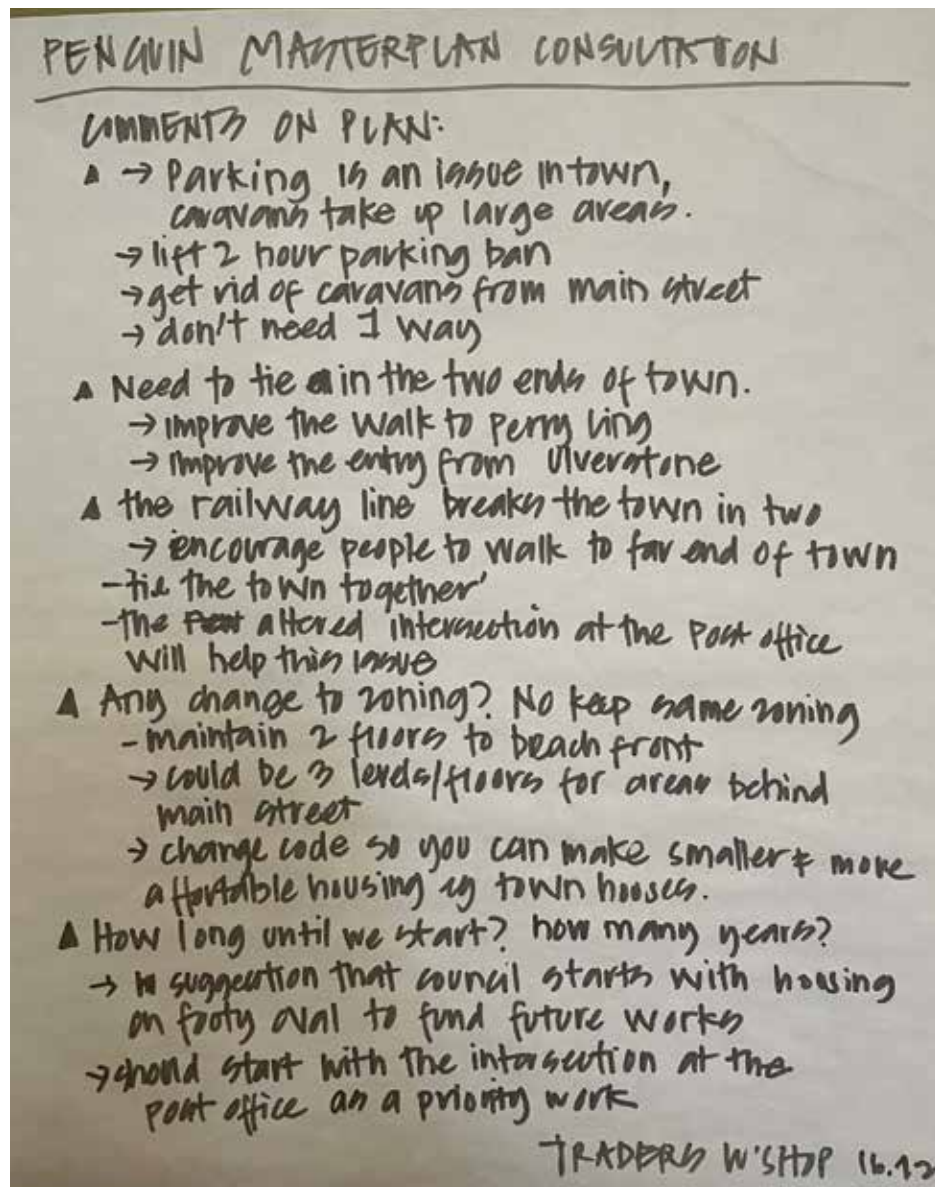 PENGUIN MASTERPLAN CONSULTATION
COMMENTS ON PLAN:
▲ → Parking is an issue in town,
caravans take up large areas.
→ lift 2 hour parking ban
→ get rid of caravans from main street
→ don't need 1 way
▲ Need to tie in the two ends of town.
→ improve the walk to Perry Ling
→ improve the entry from Ulverstone
▲ the railway line breaks the town in two
→ encourage people to walk to far end of town
- tie the town together'
- the altered intersection at the Post office
will help this issue
▲ Any change to zoning? No keep same zoning
- maintain 2 floors to beach front
→ could be 3 levels/floors for areas behind
main street
→ change code so you can make smaller & more
affordable housing eg town houses.
▲ How long until we start? how many years?
→ suggestion that council starts with housing
on footy oval to fund future works
→ should start with the intersection at the
post office as a priority work
TRADERS W'SHOP 16.12